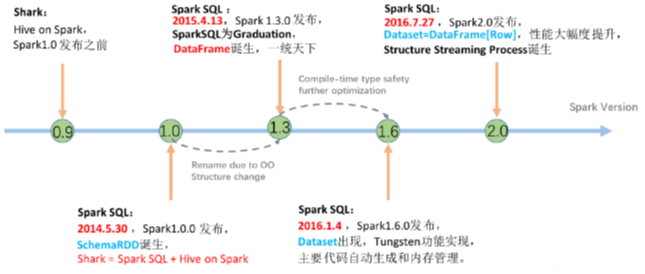 Shark:
Hive on Spark,
Spark1.0 发布之前
Spark SQL :
2015.4.13，Spark 1.3.0 发布，
SparkSQL为Graduation，
DataFrame诞生，一统天下
Spark SQL:
2016.7.27，Spark2.0发布，
Dataset=DataFrame[Row]，性能大幅度提升，
Structure Streaming Process诞生
Compile-time type safety
further optimization
Spark Version
0.9
1.0
1.3
1.6
2.0
Rename due to OO
Structure change
Spark SQL:
2014.5.30，Spark1.0.0 发布，
SchemaRDD诞生，
Shark = Spark SQL + Hive on Spark
Spark SQL:
2016.1.4，Spark1.6.0发布，
Dataset出现，Tungsten功能实现，
主要代码自动生成和内存管理。